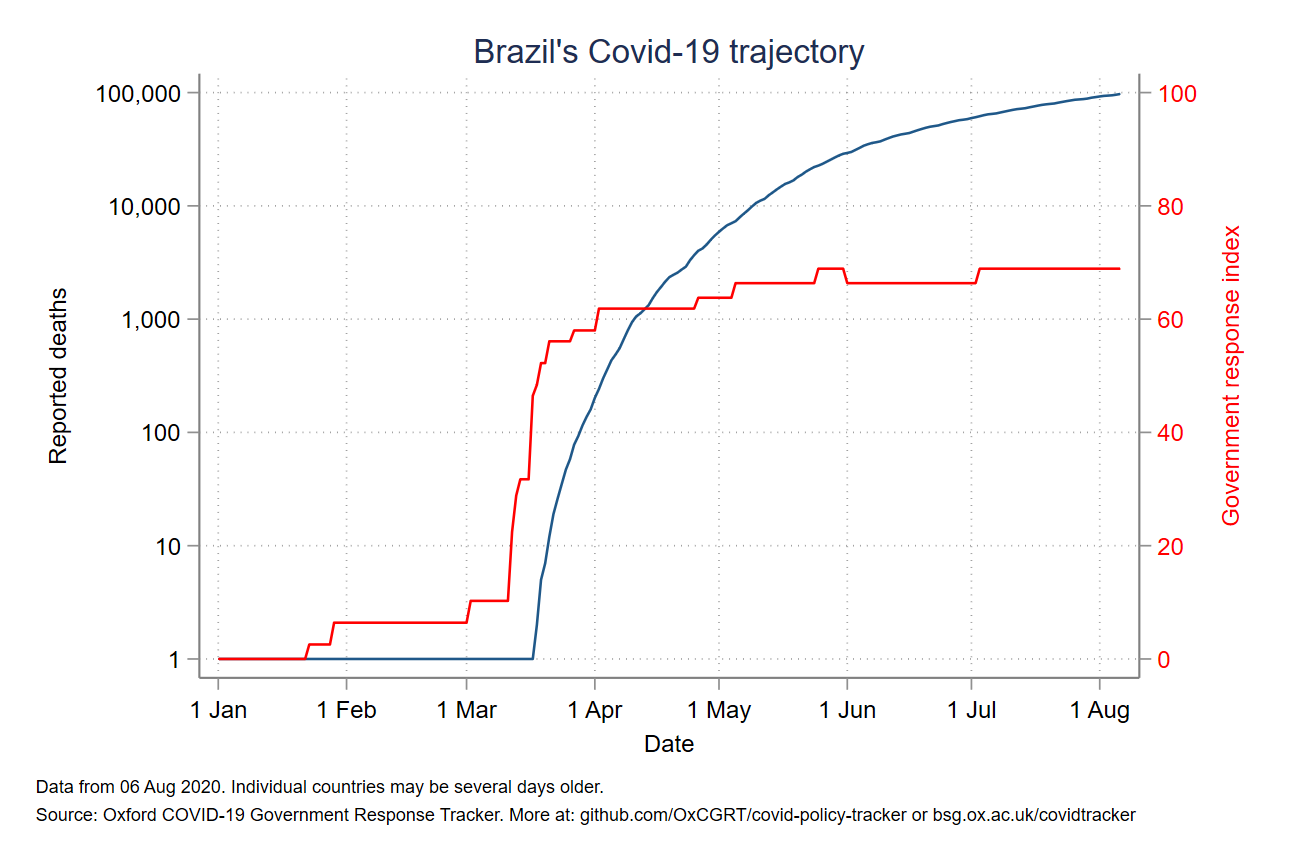 Brazil's Covid-19 trajectory
100,000
10,000
1,000
100
10
1
Reported deaths
100
80
60
40
20
0
Government response index
1 Jan 1 Feb 1 Mar 1 Apr 1 May 1 Jun 1 Jul 1 Aug
Date
Data from 06 Aug 2020. Individual countries may be several days older.
Source: Oxford COVID-19 Government Response Tracker. More at: github.com/OxCGRT/covid-policy-tracker or bsg.ox.ac.uk/covidtracker